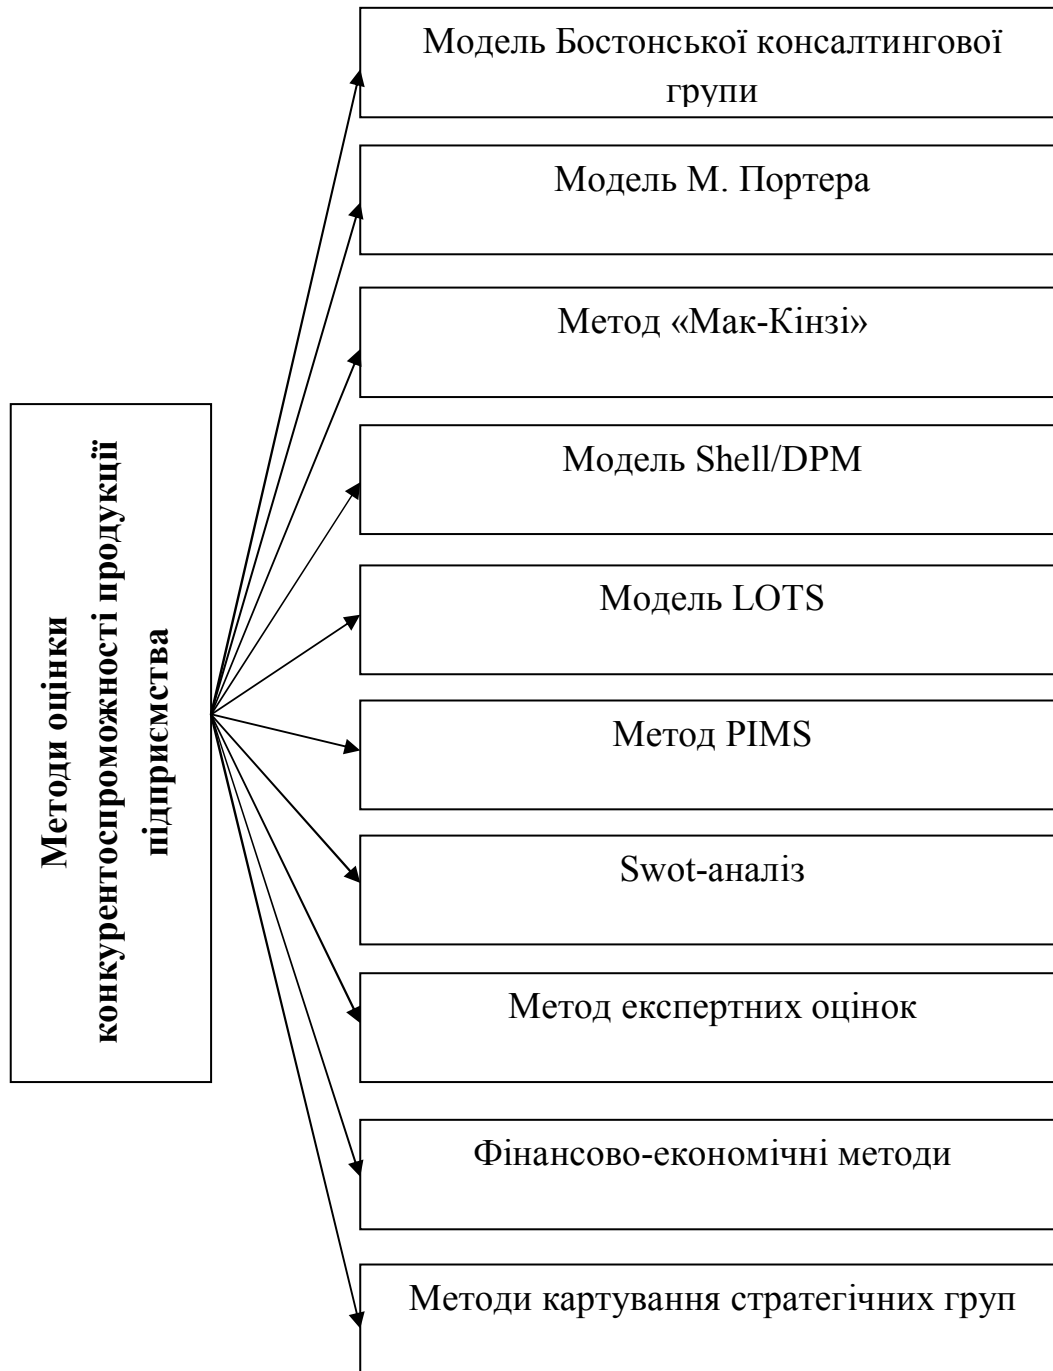 Модель Бостонської консалтингової
групи
Модель М. Портера
Метод «Мак-Кінзі»
Модель Shell/DPM
Модель LOTS
Метод PIMS
Swot-аналіз
Метод експертних оцінок
Фінансово-економічні методи
Методи картування стратегічних груп
Методи оцінки
конкурентоспроможності продукції
підприємства